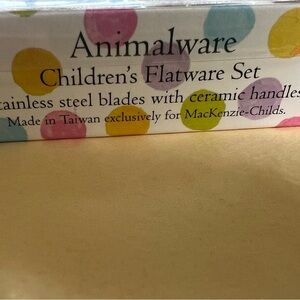 Animalware
Children's Flatware Set
tainless steel blades with ceramic handles
Made in Taiwan exclusively for MacKenzie-Childs.